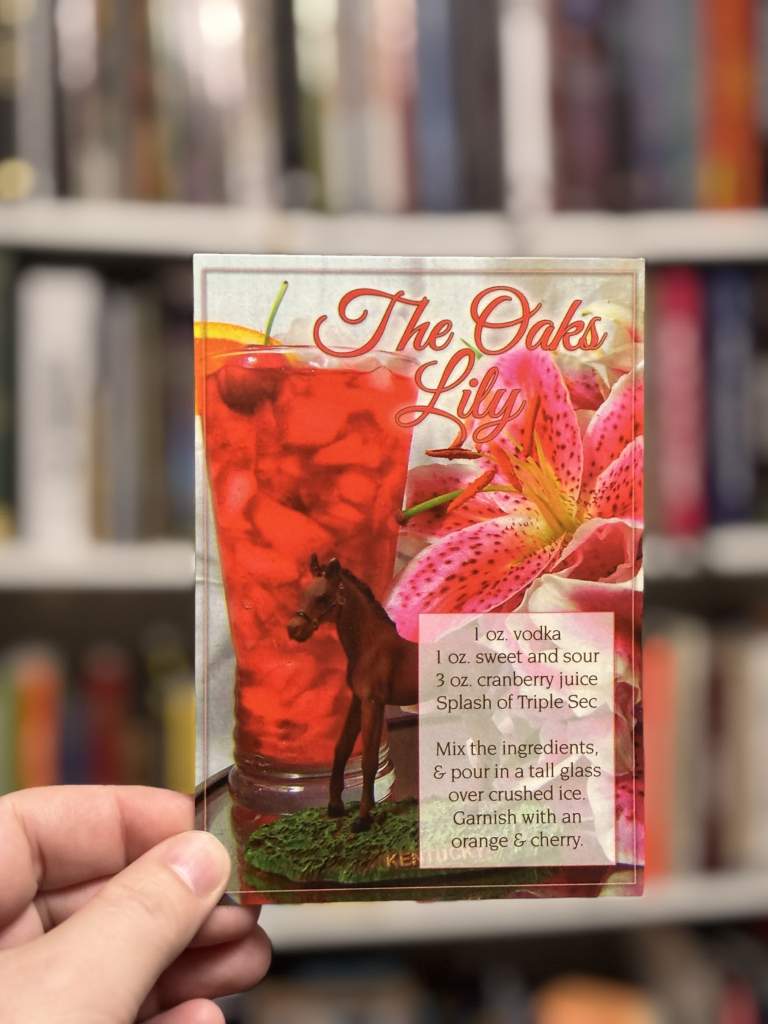 The Oaks
Lily
1 oz. vodka
1 oz. sweet and sour
3 oz. cranberry juice
Splash of Triple Sec
Mix the ingredients,
& pour in a tall glass
over crushed ice.
Garnish with an
orange & cherry.
KENTUCKY